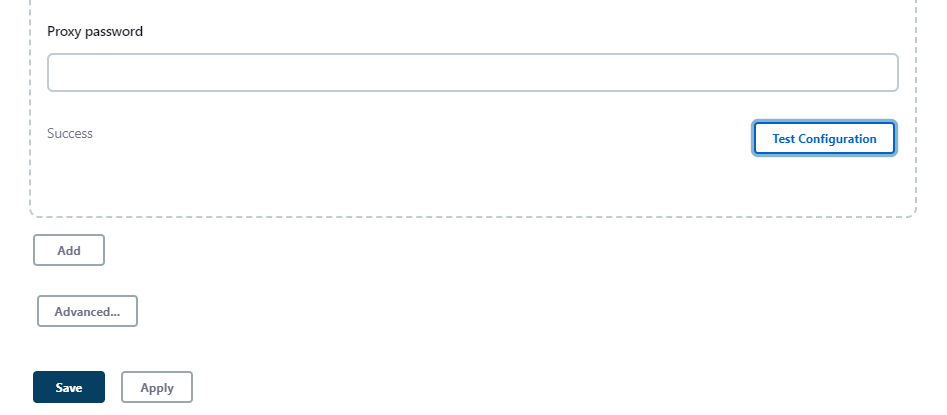 Proxy password
Success
Test Configuration
Add
Advanced...
Save
Apply